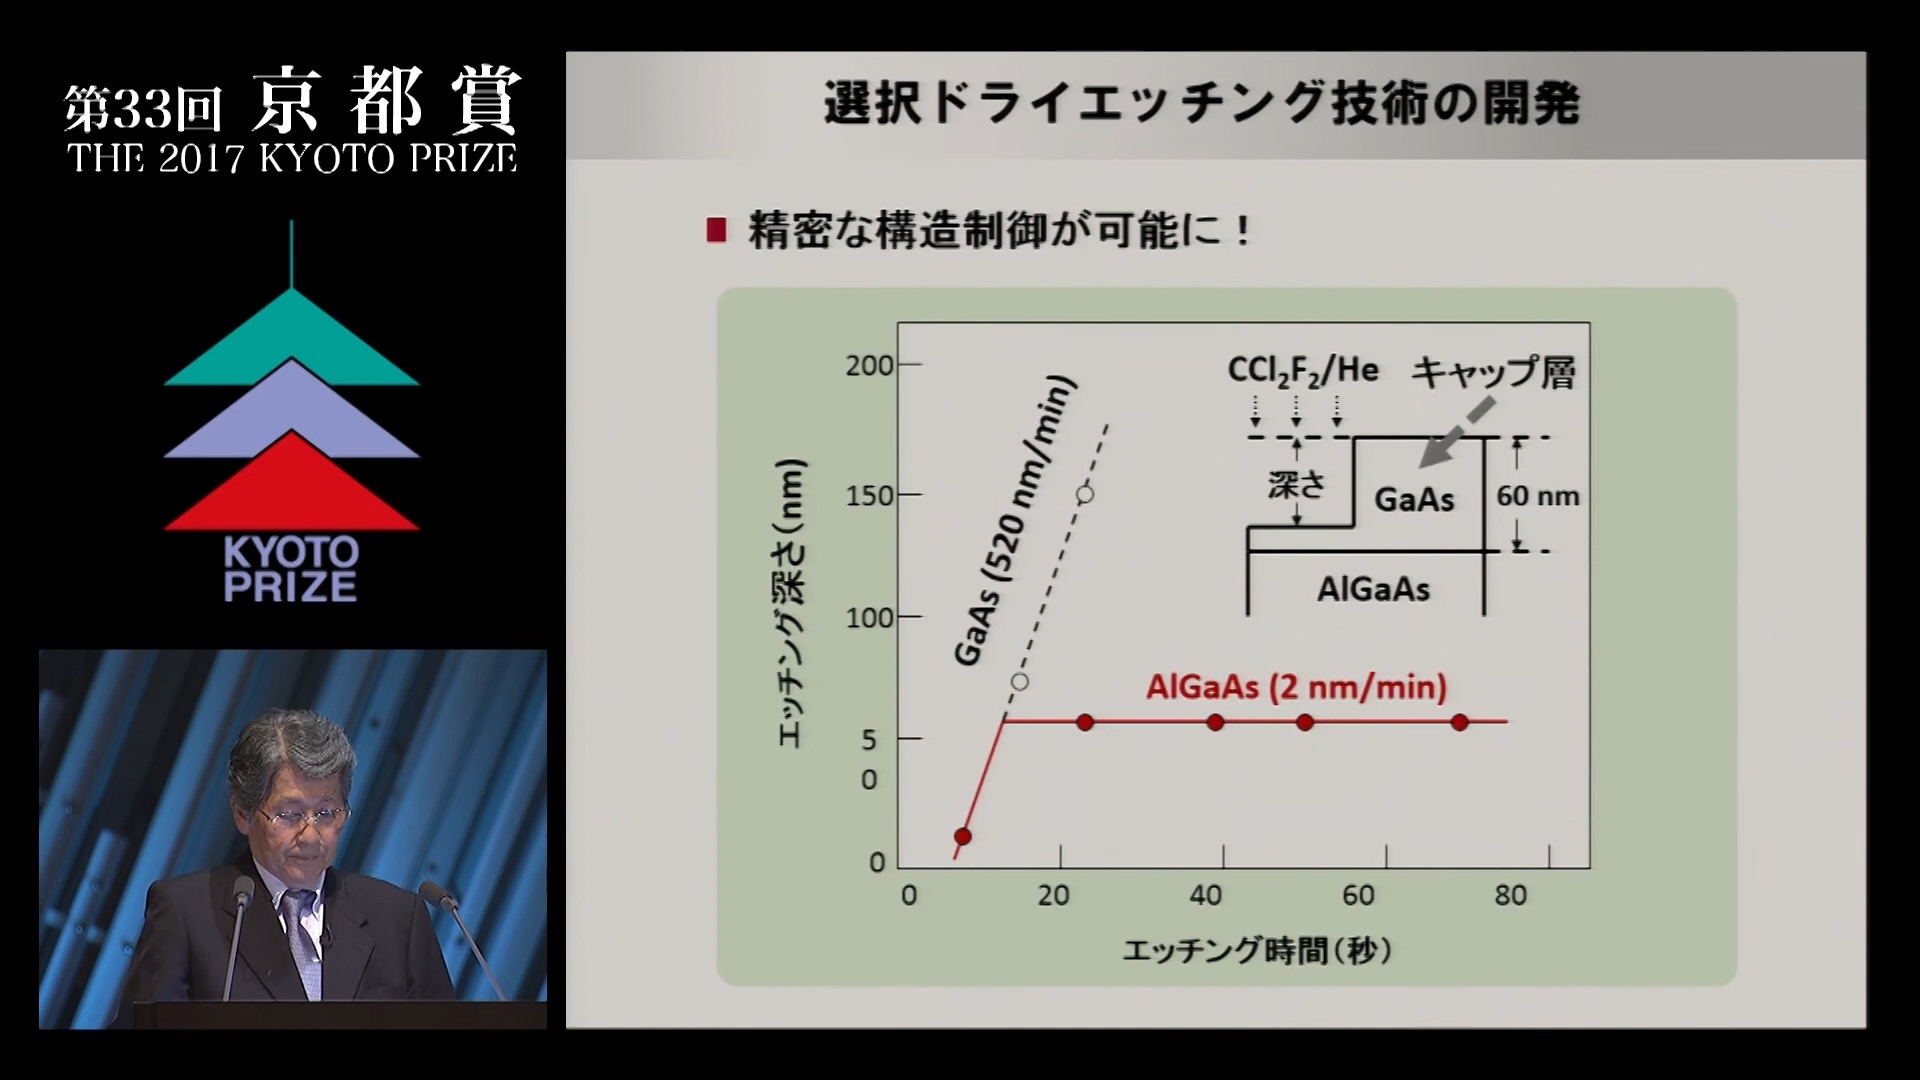 第33回 京都賞
THE 2017 KYOTO PRIZE
KYOTO
PRIZE
選択ドライエッチング技術の開発
精密な構造制御が可能に！
エッチング深さ(nm)
200
150
100
5
0
0
GaAs (520 nm/min)
CCl₂F₂/He
キャップ層
深さ
GaAs
60 nm
AlGaAs
AlGaAs (2 nm/min)
0 20 40 60 80
エッチング時間(秒)